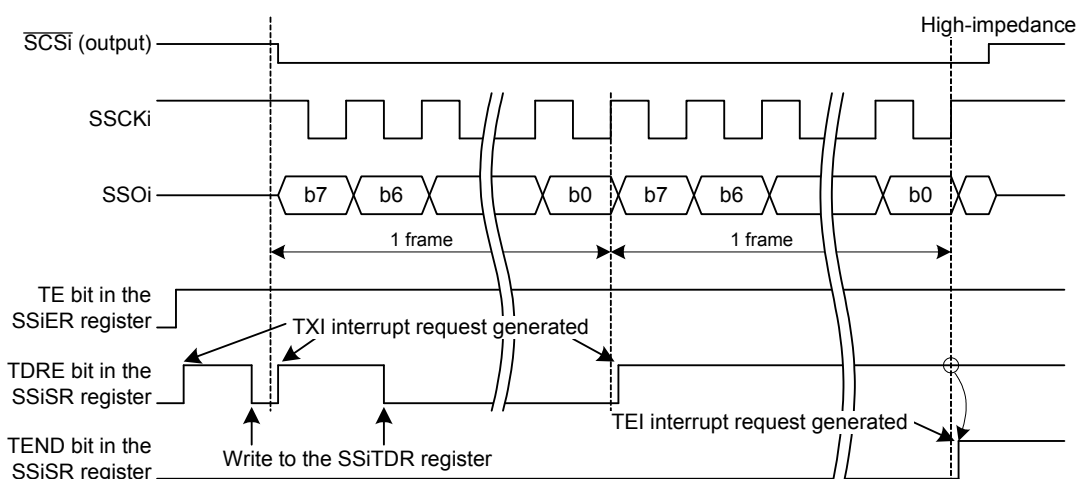 High-impedance
SCSi (output)
SSCKi
SSOi
b7 b6 b0 b7 b6 b0
1 frame 1 frame
TE bit in the
SSiER register
TXI interrupt request generated
TDRE bit in the
SSiSR register
TEI interrupt request generated
Write to the SSiTDR register
TEND bit in the
SSiSR register